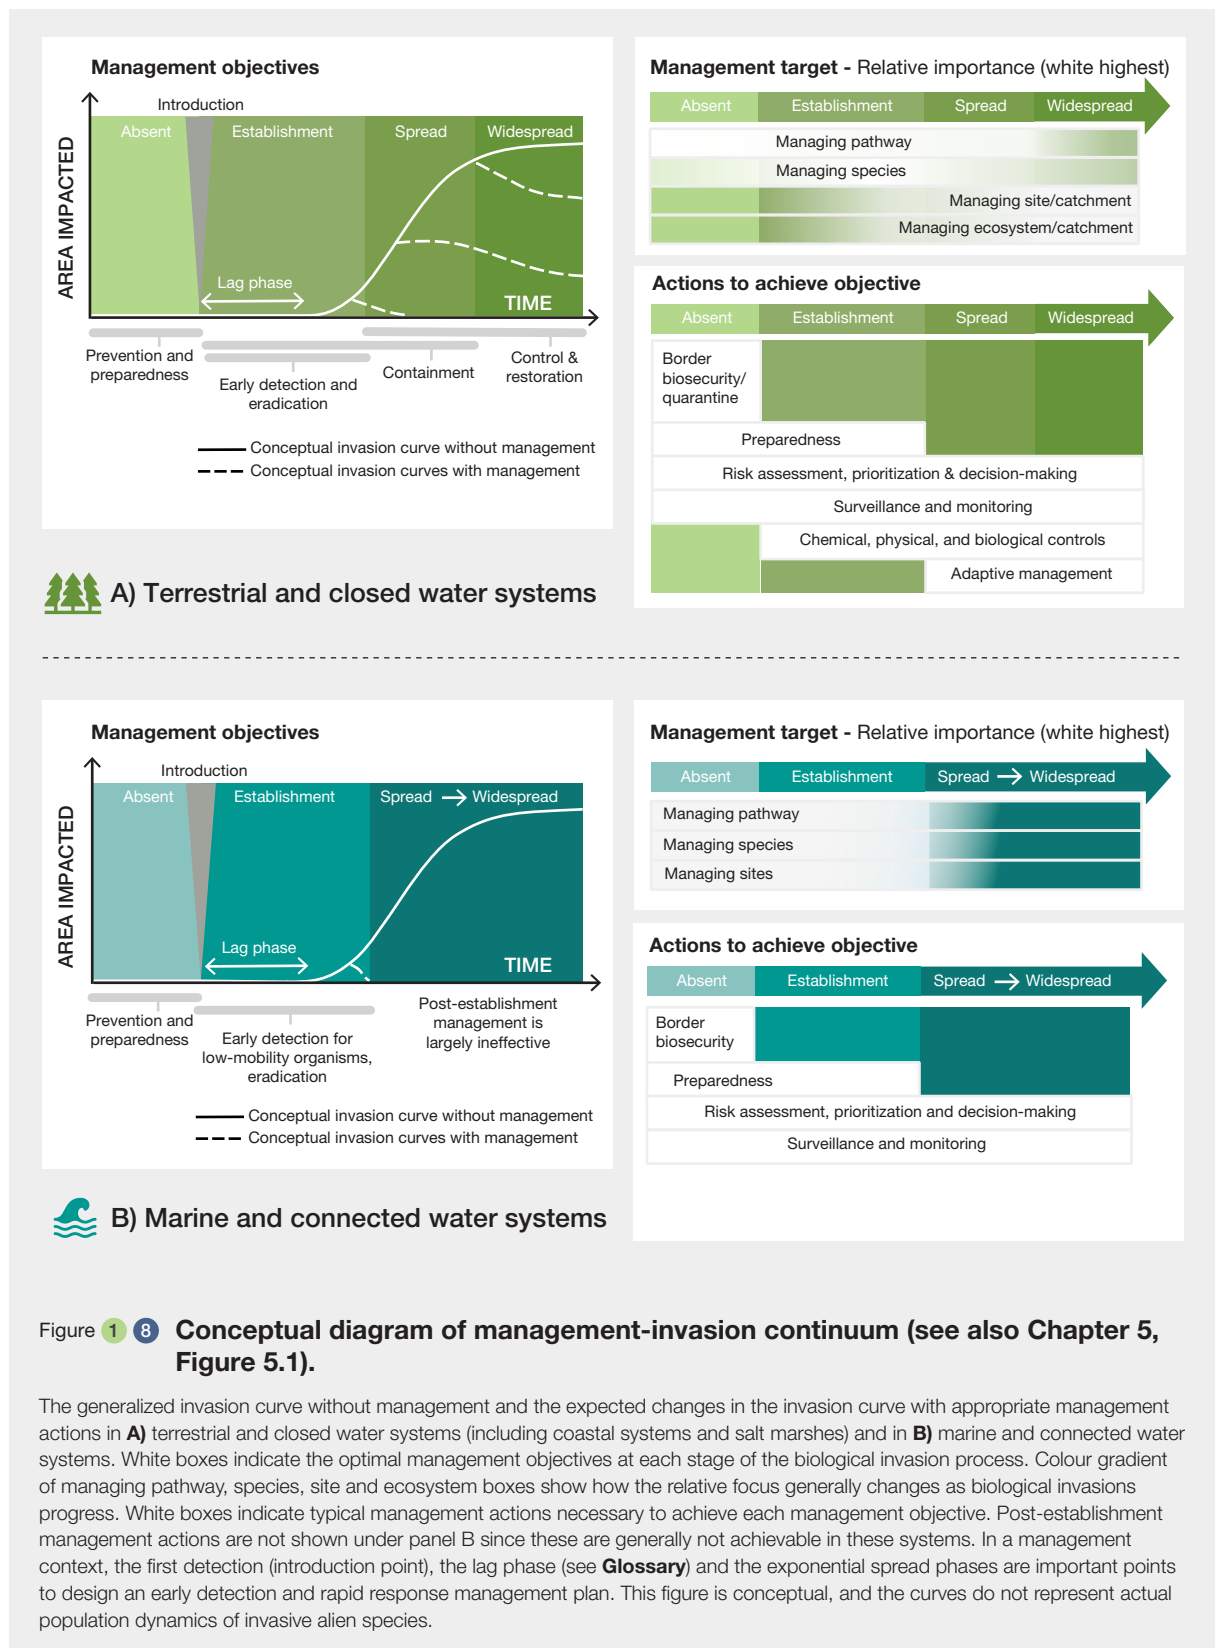 Management objectives
Introduction
Absent
Establishment
Spread
Widespread
AREA IMPACTED
Lag phase
TIME
Prevention and
preparedness
Early detection and
eradication
Containment
Control &
restoration
Conceptual invasion curve without management
Conceptual invasion curves with management
A) Terrestrial and closed water systems
Management target - Relative importance (white highest)
Absent
Establishment
Spread
Widespread
Managing pathway
Managing species
Managing site/catchment
Managing ecosystem/catchment
Actions to achieve objective
Absent
Establishment
Spread
Widespread
Border
biosecurity/
quarantine
Preparedness
Risk assessment, prioritization & decision-making
Surveillance and monitoring
Chemical, physical, and biological controls
Adaptive management
Management objectives
Introduction
Absent
Establishment
Spread → Widespread
AREA IMPACTED
Lag phase
TIME
Prevention and
preparedness
Early detection for
low-mobility organisms,
eradication
Post-establishment
management is
largely ineffective
Conceptual invasion curve without management
Conceptual invasion curves with management
B) Marine and connected water systems
Management target - Relative importance (white highest)
Absent
Establishment
Spread → Widespread
Managing pathway
Managing species
Managing sites
Actions to achieve objective
Absent
Establishment
Spread → Widespread
Border
biosecurity
Preparedness
Risk assessment, prioritization and decision-making
Surveillance and monitoring
Figure 1 8 Conceptual diagram of management-invasion continuum (see also Chapter 5,
Figure 5.1).
The generalized invasion curve without management and the expected changes in the invasion curve with appropriate management
actions in A) terrestrial and closed water systems (including coastal systems and salt marshes) and in B) marine and connected water
systems. White boxes indicate the optimal management objectives at each stage of the biological invasion process. Colour gradient
of managing pathway, species, site and ecosystem boxes show how the relative focus generally changes as biological invasions
progress. White boxes indicate typical management actions necessary to achieve each management objective. Post-establishment
management actions are not shown under panel B since these are generally not achievable in these systems. In a management
context, the first detection (introduction point), the lag phase (see Glossary) and the exponential spread phases are important points
to design an early detection and rapid response management plan. This figure is conceptual, and the curves do not represent actual
population dynamics of invasive alien species.